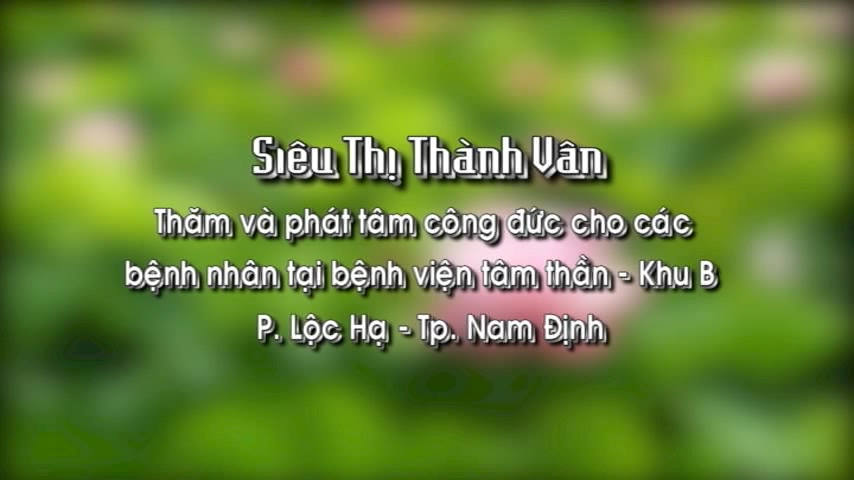 Siêu Thị Thành Vân
Thăm và phát tâm công đức cho các
bệnh nhân tại bệnh viện tâm thần - Khu B
P. Lộc Hạ - Tp. Nam Định